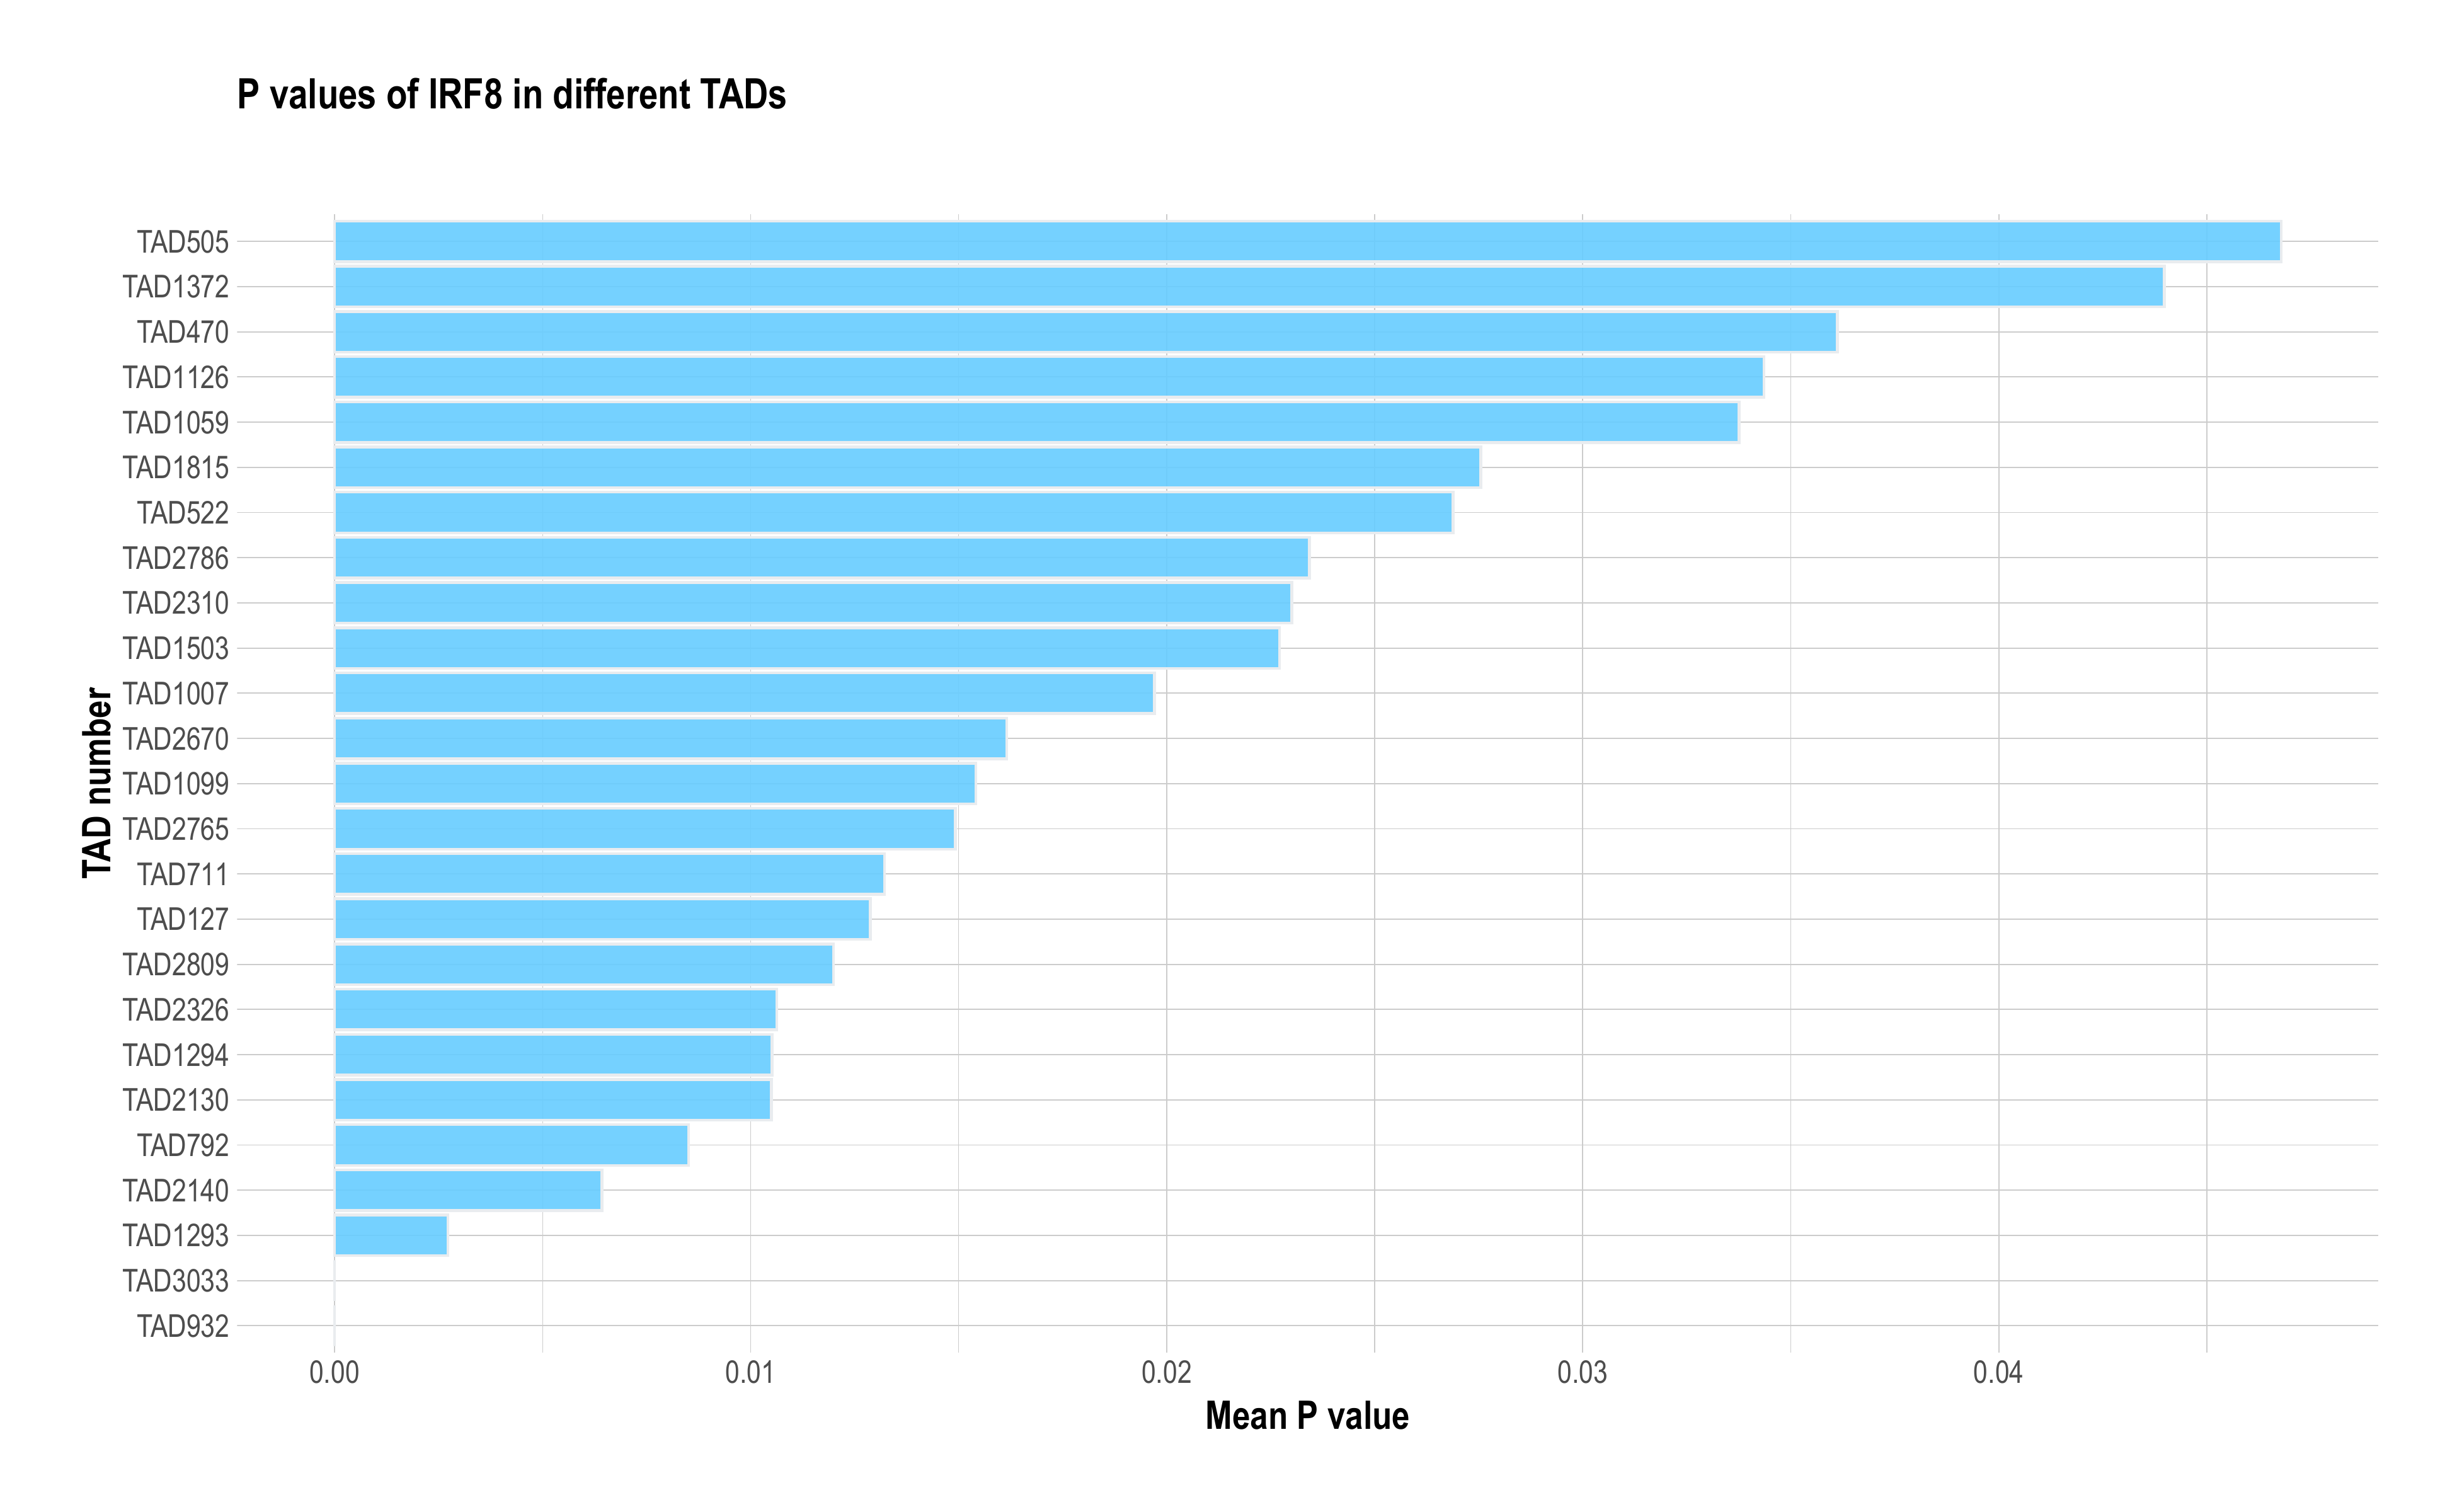 P values of IRF8 in different TADs
TAD505
TAD1372
TAD470
TAD1126
TAD1059
TAD1815
TAD522
TAD2786
TAD2310
TAD1503
TAD1007
TAD2670
TAD1099
TAD2765
TAD711
TAD127
TAD2809
TAD2326
TAD1294
TAD2130
TAD792
TAD2140
TAD1293
TAD3033
TAD932
TAD number
0.00 0.01 0.02 0.03 0.04
Mean P value